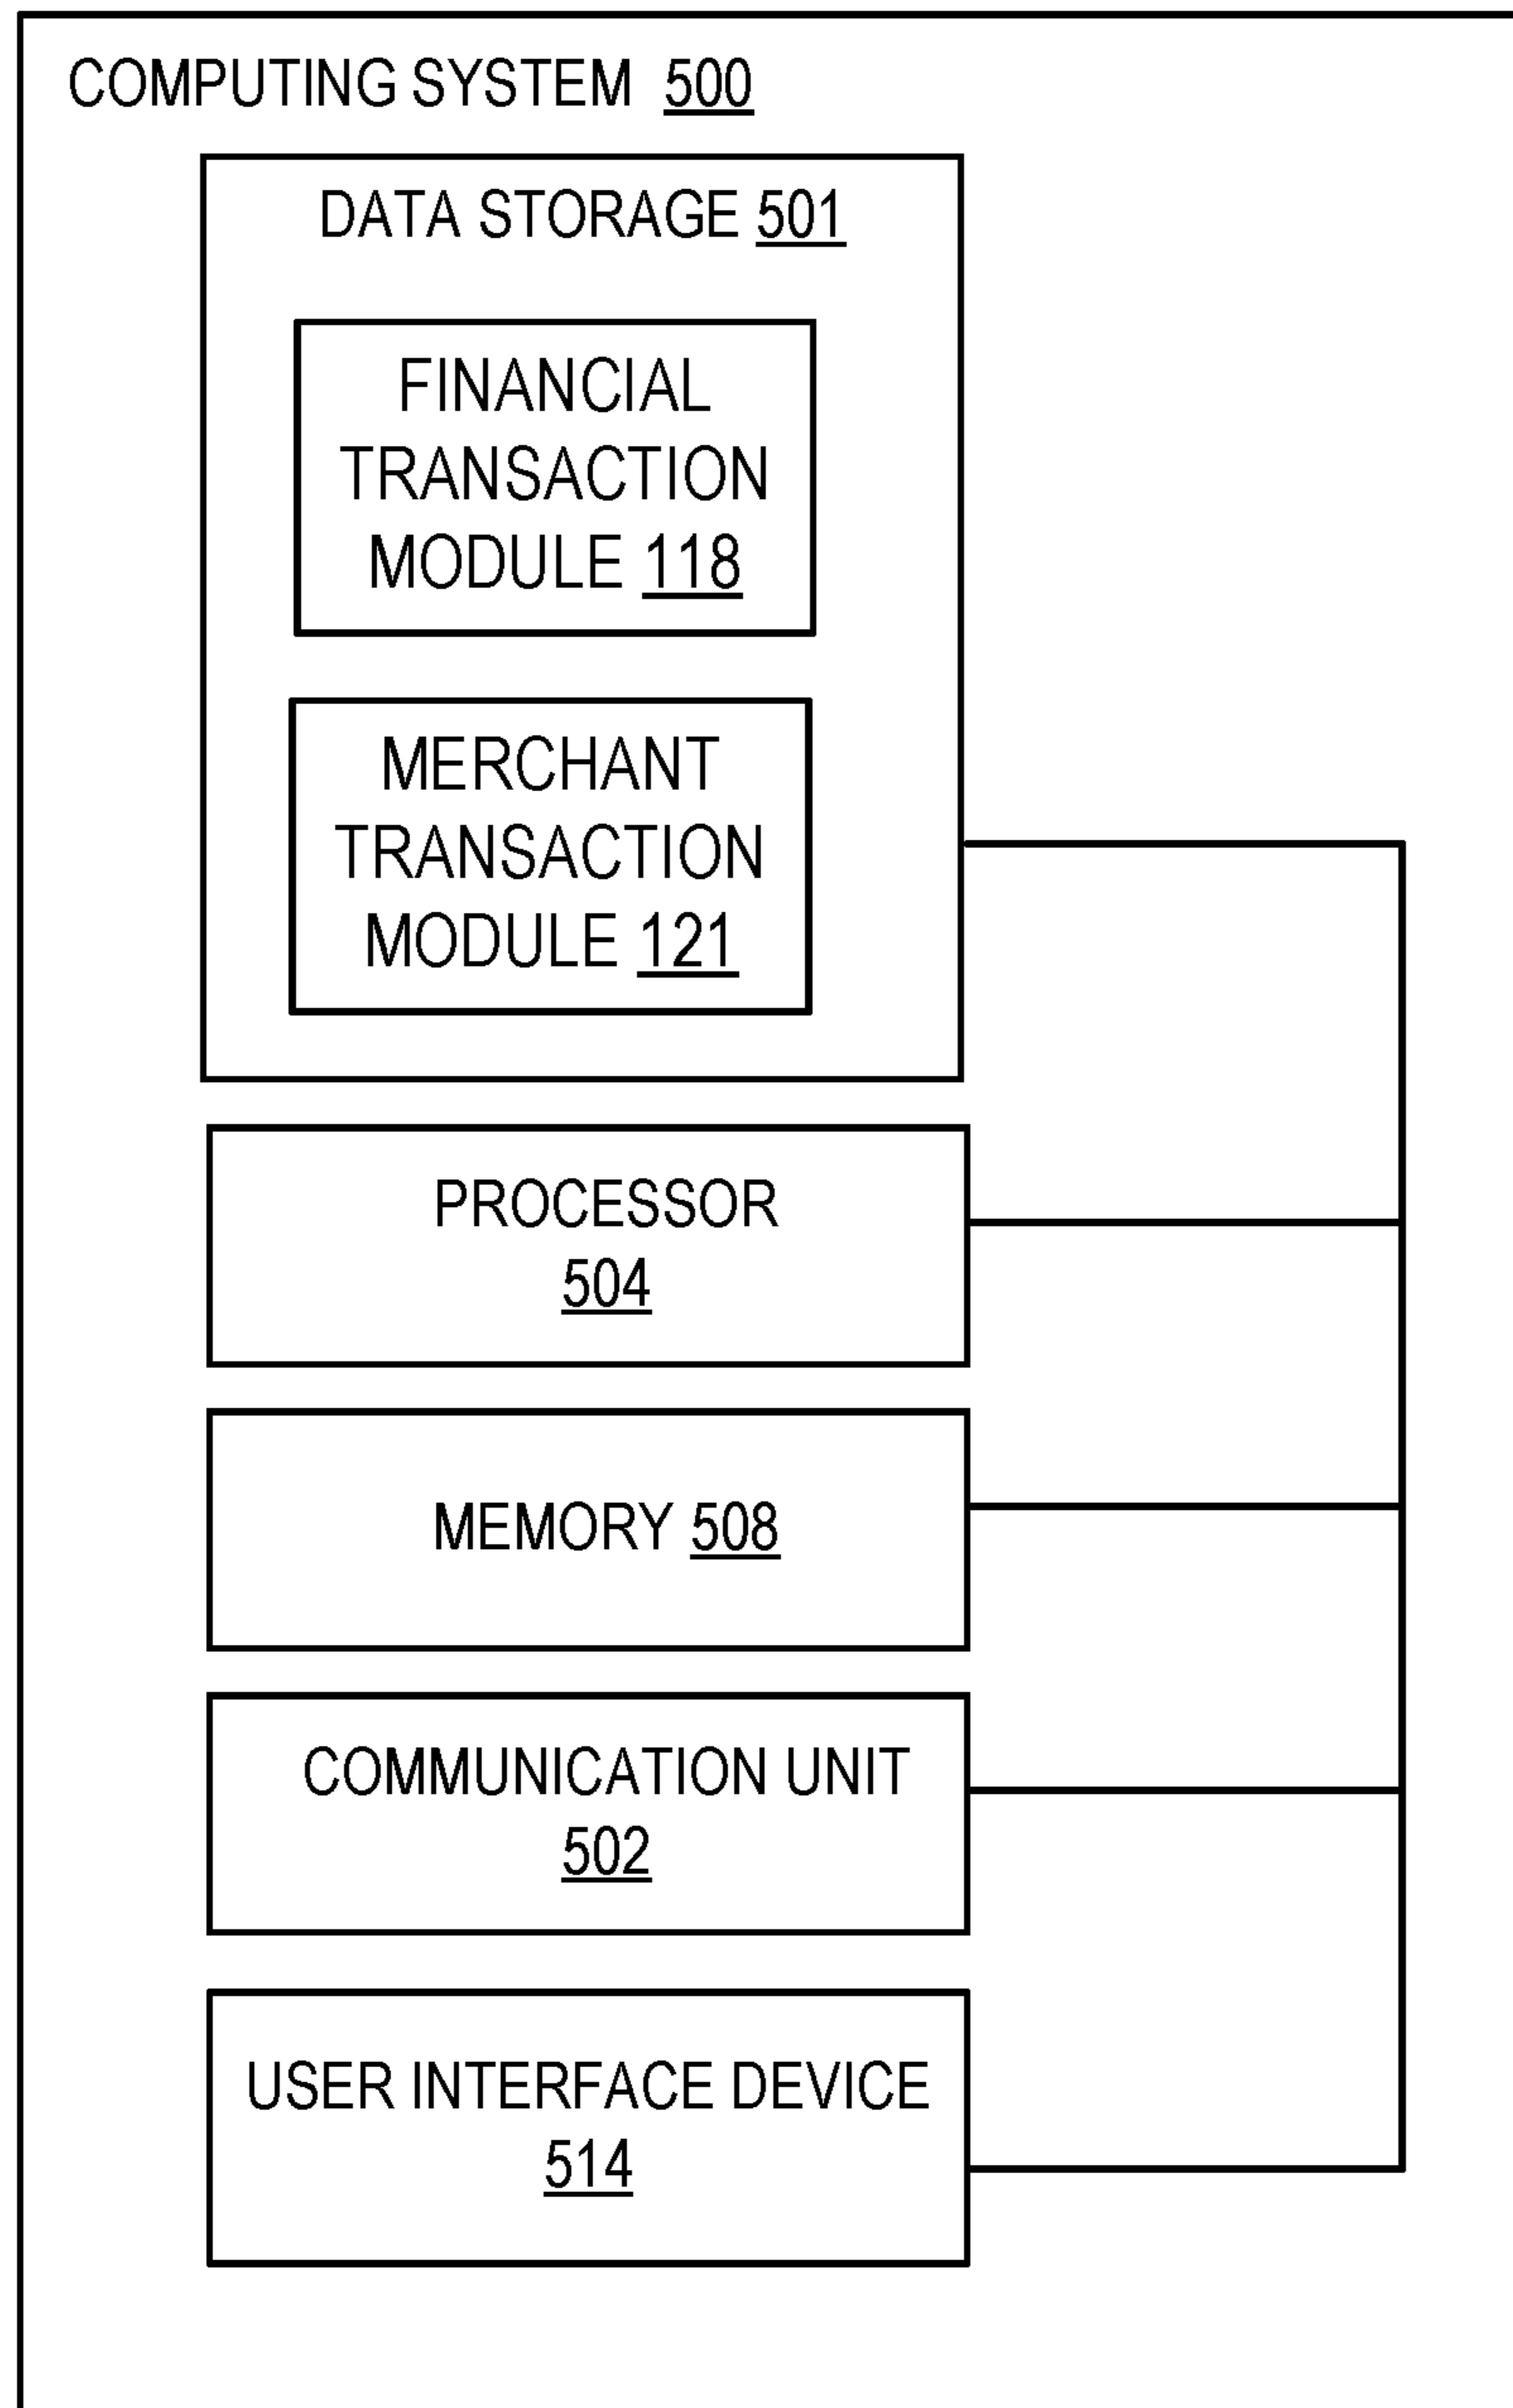 COMPUTING SYSTEM 500
DATA STORAGE 501
FINANCIAL
TRANSACTION
MODULE 118
MERCHANT
TRANSACTION
MODULE 121
PROCESSOR
504
MEMORY 508
COMMUNICATION UNIT
502
USER INTERFACE DEVICE
514